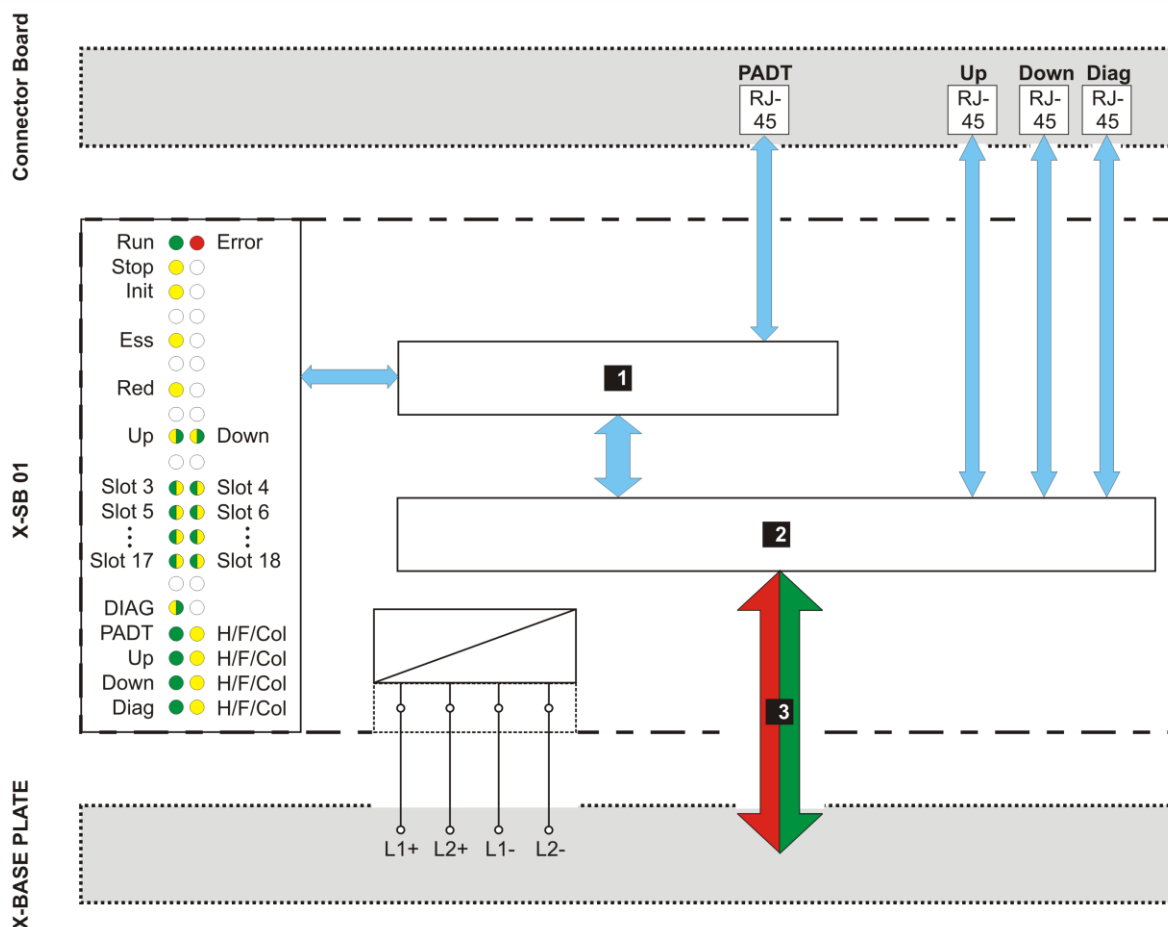 Connector Board
PADT Up Down Diag
RJ-45 RJ-45 RJ-45 RJ-45
X-SB 01
Run Error
Stop
Init
Ess
Red
Up Down
Slot 3 Slot 4
Slot 5 Slot 6
Slot 17 Slot 18
DIAG
PADT H/F/Col
Up H/F/Col
Down H/F/Col
Diag H/F/Col
1
2
3
X-BASE PLATE
L1+ L2+ L1- L2-